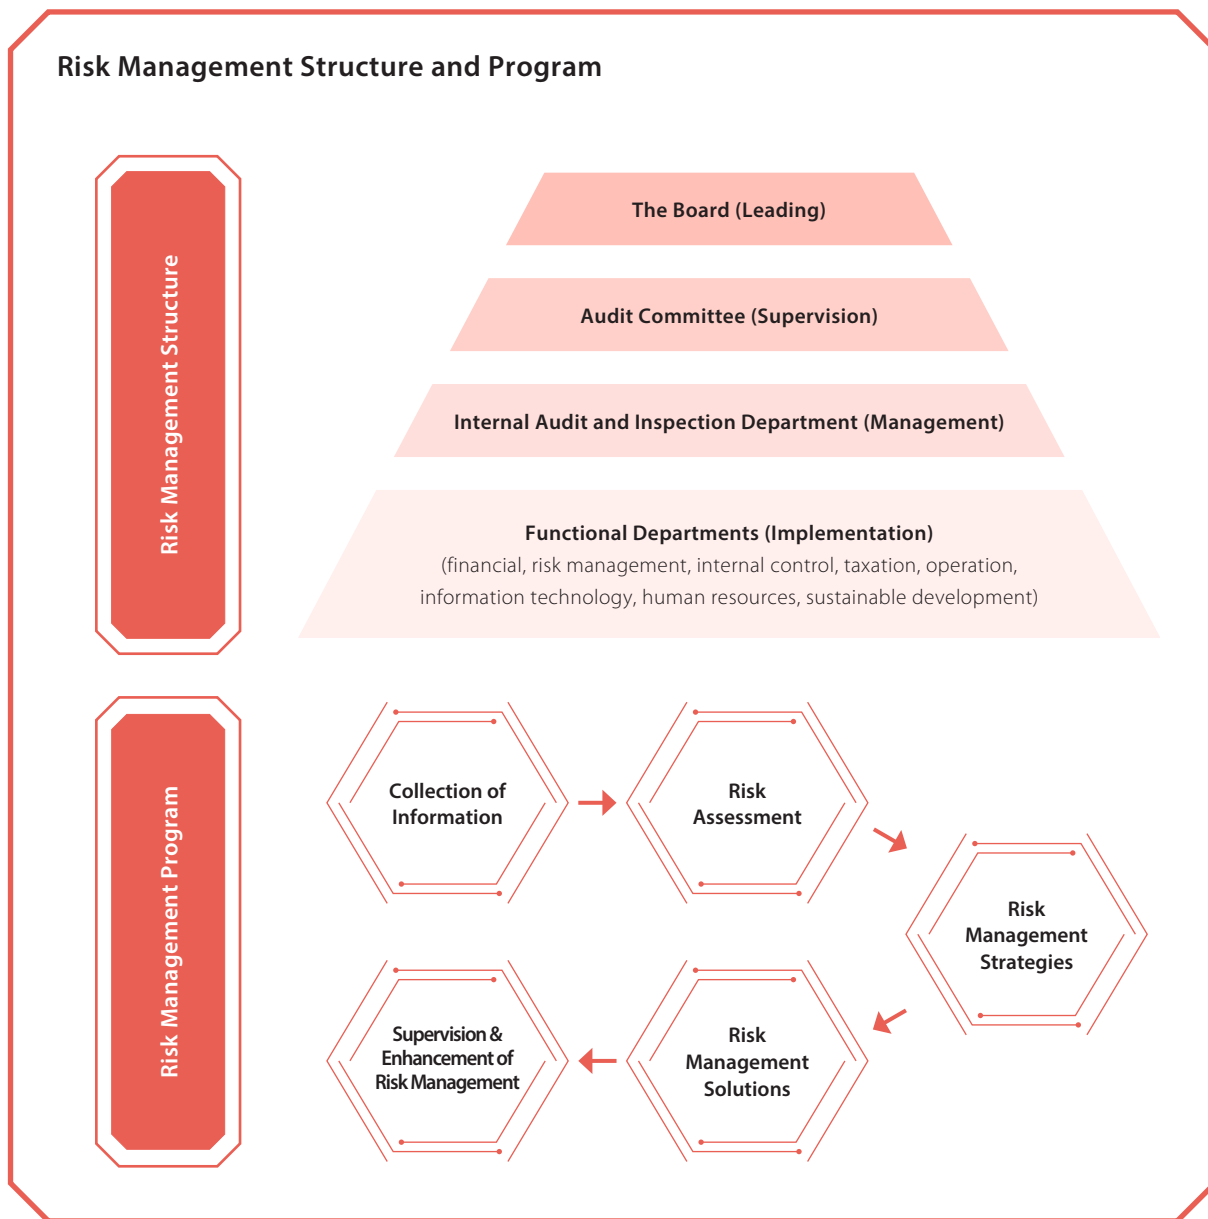 Risk Management Structure and Program
Risk Management Structure
The Board (Leading)
Audit Committee (Supervision)
Internal Audit and Inspection Department (Management)
Functional Departments (Implementation)
(financial, risk management, internal control, taxation, operation,
information technology, human resources, sustainable development)
Risk Management Program
Collection of
Information
Risk
Assessment
Risk
Management
Strategies
Risk
Management
Solutions
Supervision &
Enhancement of
Risk Management